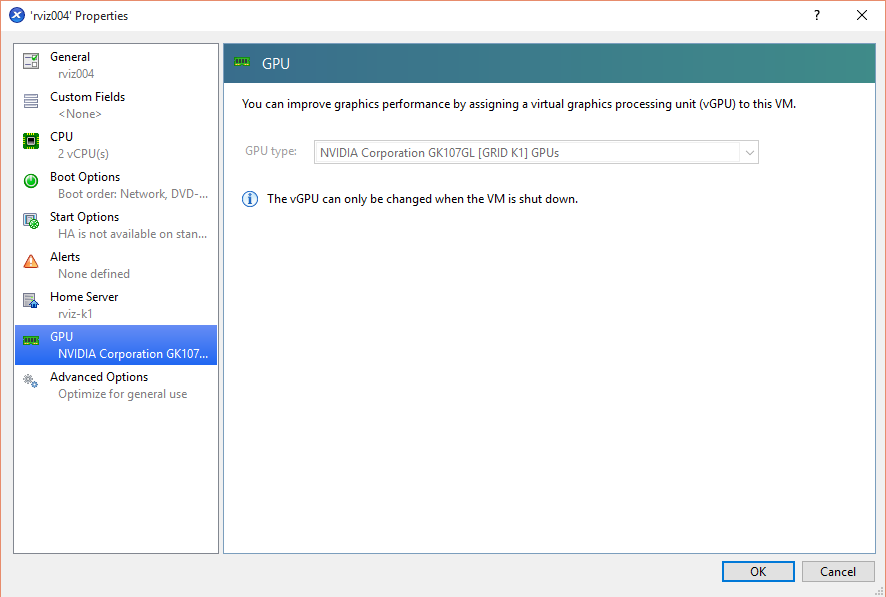 'rviz004' Properties
?
General
rviz004
Custom Fields
<None>
CPU
2 vCPU(s)
Boot Options
Boot order: Network, DVD-...
Start Options
HA is not available on stan...
Alerts
None defined
Home Server
rviz-k1
GPU
NVIDIA Corporation GK107...
Advanced Options
Optimize for general use
GPU
You can improve graphics performance by assigning a virtual graphics processing unit (vGPU) to this VM.
GPU type: NVIDIA Corporation GK107GL [GRID K1] GPUs
The vGPU can only be changed when the VM is shut down.
OK Cancel